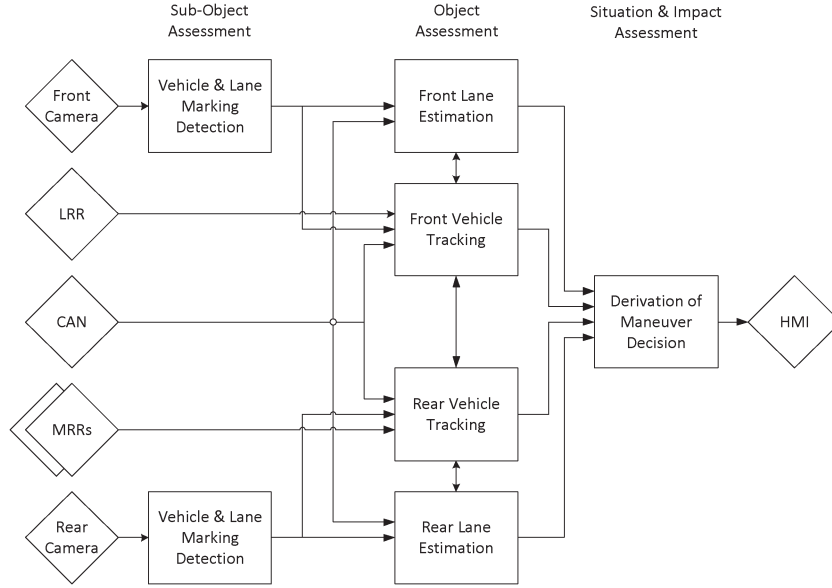 Sub-Object
Assessment
Object
Assessment
Situation & Impact
Assessment
Front
Camera
Vehicle & Lane
Marking
Detection
Front Lane
Estimation
LRR
Front Vehicle
Tracking
CAN
Derivation of
Maneuver
Decision
HMI
MRRs
Rear Vehicle
Tracking
Rear
Camera
Vehicle & Lane
Marking
Detection
Rear Lane
Estimation